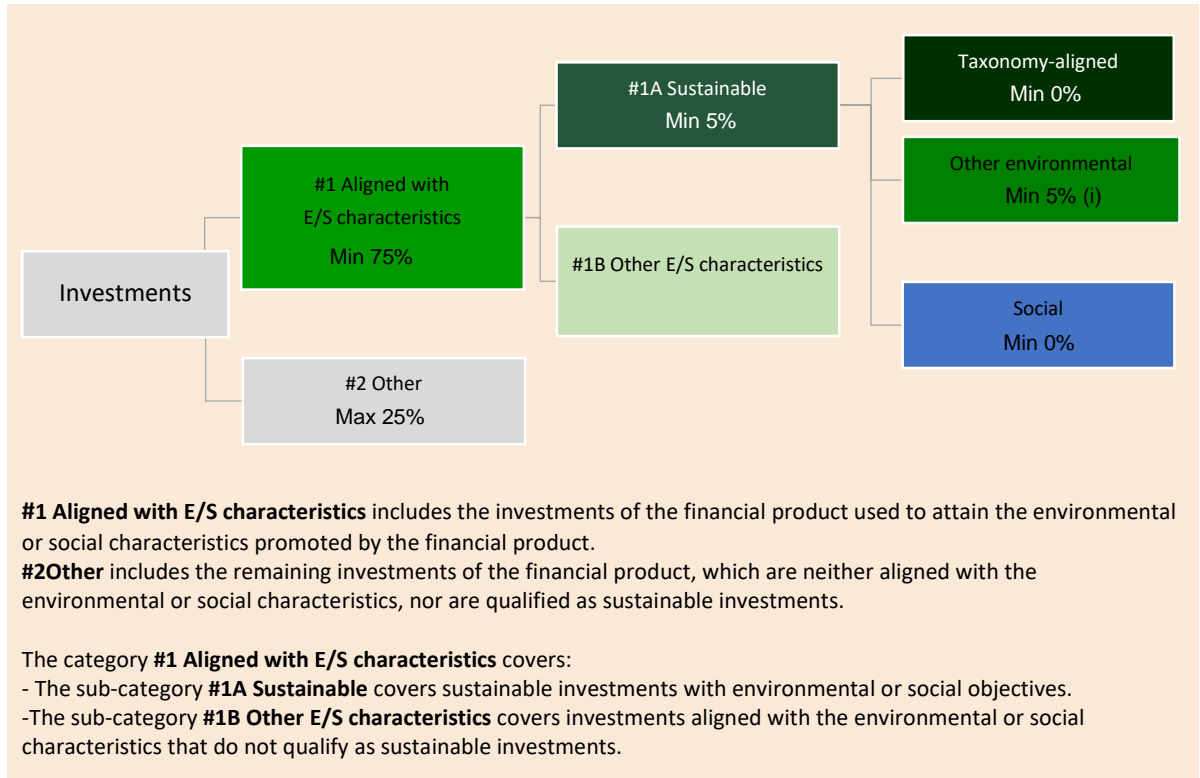 Investments
#1 Aligned with
E/S characteristics
Min 75%
#2 Other
Max 25%
#1A Sustainable
Min 5%
#1B Other E/S characteristics
Taxonomy-aligned
Min 0%
Other environmental
Min 5% (i)
Social
Min 0%
#1 Aligned with E/S characteristics includes the investments of the financial product used to attain the environmental
or social characteristics promoted by the financial product.
#2Other includes the remaining investments of the financial product, which are neither aligned with the
environmental or social characteristics, nor are qualified as sustainable investments.
The category #1 Aligned with E/S characteristics covers:
- The sub-category #1A Sustainable covers sustainable investments with environmental or social objectives.
-The sub-category #1B Other E/S characteristics covers investments aligned with the environmental or social
characteristics that do not qualify as sustainable investments.